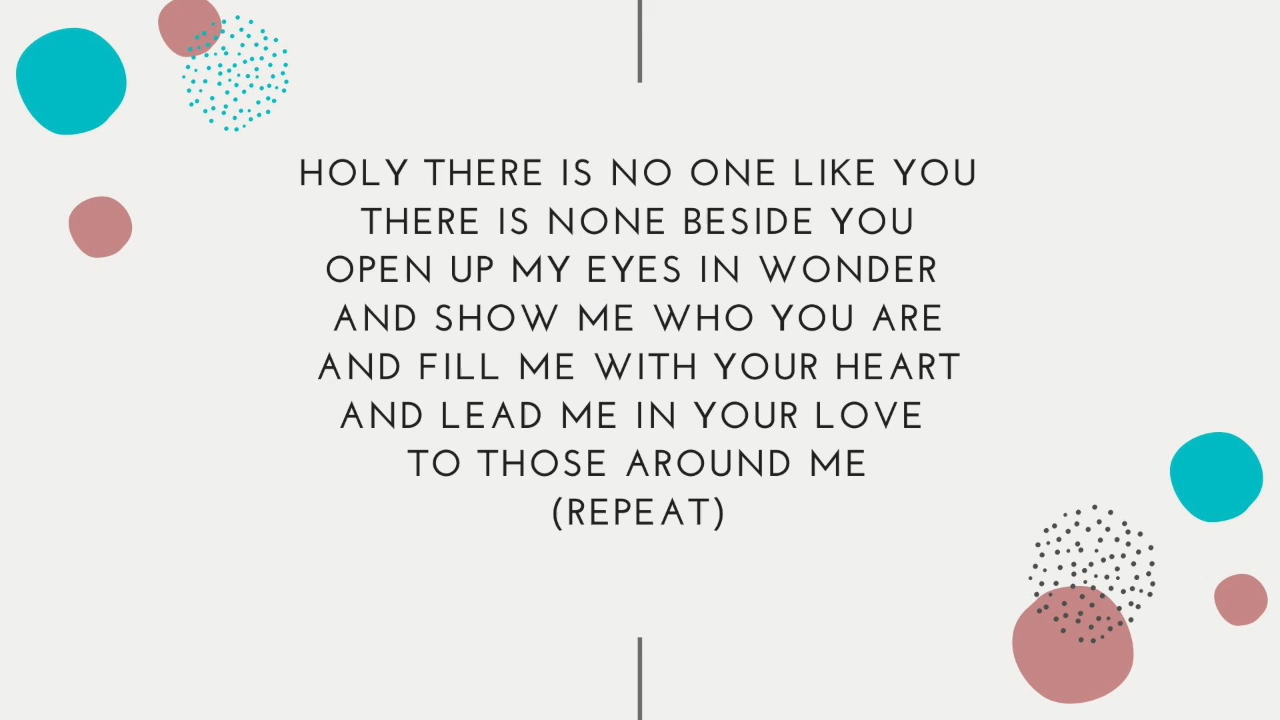 HOLY THERE IS NO ONE LIKE YOU
THERE IS NONE BESIDE YOU
OPEN UP MY EYES IN WONDER
AND SHOW ME WHO YOU ARE
AND FILL ME WITH YOUR HEART
AND LEAD ME IN YOUR LOVE
TO THOSE AROUND ME
(REPEAT)